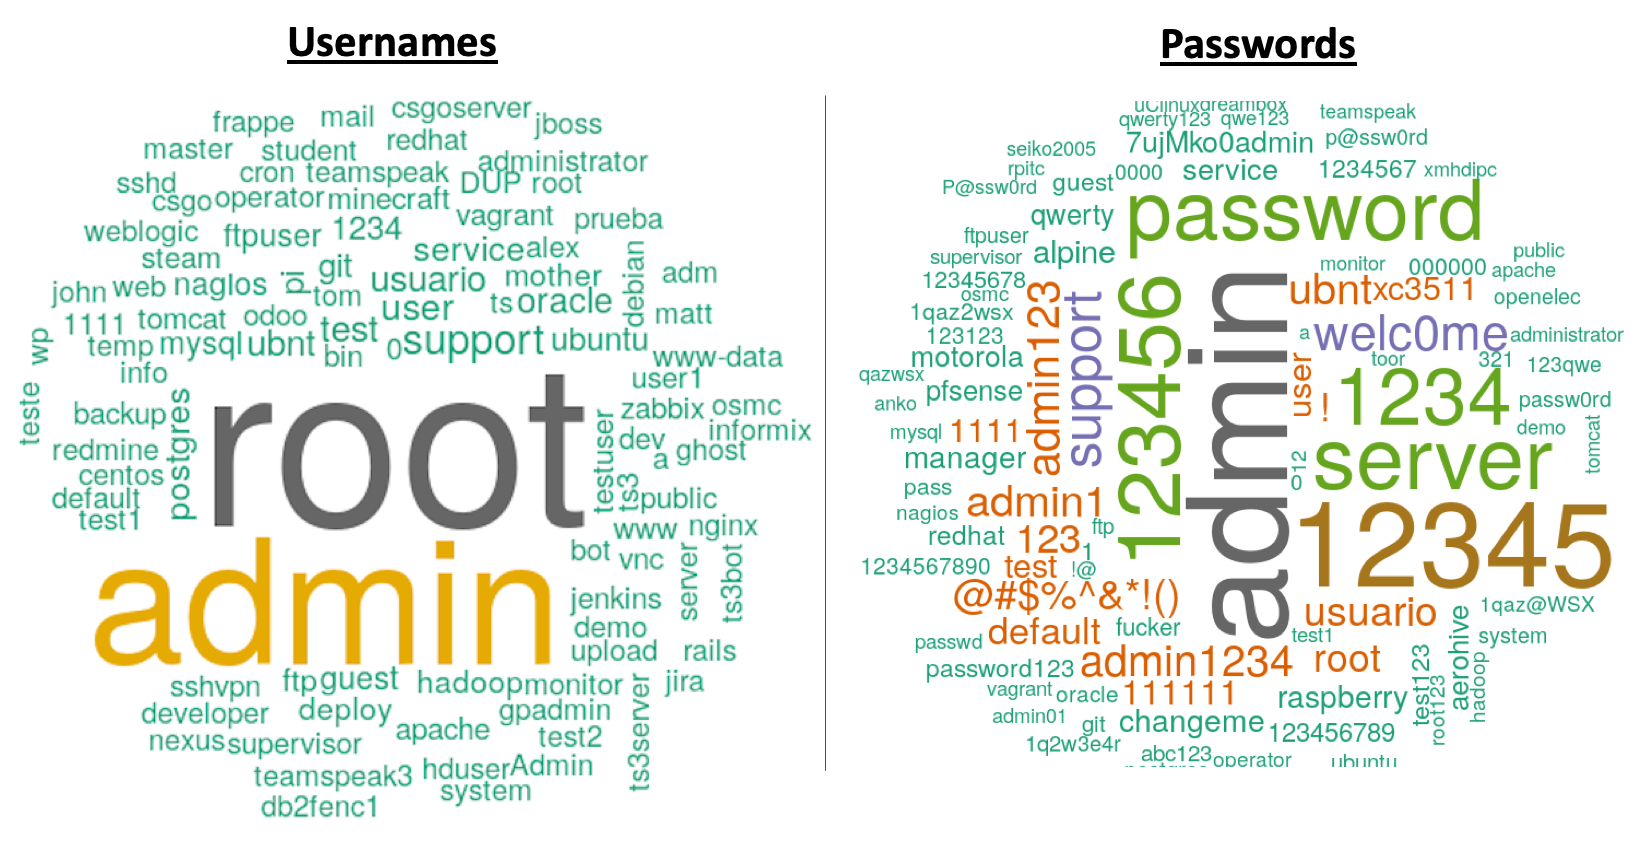 Usernames
frappe mail csgoserver jboss
master student redhat
cron teamspeak administrator
sshd DUP root
csgo operator minecraft
vagrant prueba
weblogic ftpuser 1234
steam service alex
git debian
john web naglos pi usuario mother adm
tom user ts oracle
1111 tomcat odoo test matt
wp temp mysql ubnt 0 support ubuntu
bin www-data
info user1
teste backup postgres root zabbix osmc
testuser dev informix
redmine a ghost
centos
default ts3 public
test1 www nginx
admin bot vnc
jenkins server ts3bot
demo
upload rails
sshvpn ftp guest hadoop monitor jira
developer deploy gpadmin
nexus supervisor apache test2 ts3server
teamspeak3 hduser Admin
system
db2fenc1
Passwords
uClinux dreambox teamspeak
qwerty123 qwe123
7ujMko0admin p@ssw0rd
seiko2005
rpitc 0000 service 1234567 xmhdipc
P@ssw0rd guest
qwerty password
ftpuser
supervisor alpine public
12345678 monitor 000000 apache
osmc ubnt xc3511 openelec
1qaz2wsx admin123 support 123456 admin
123123 a welc0me administrator
motorola toor 321 123qwe
qazwsx pfsense user
anko ! 1234 passw0rd
mysql 1111 demo
manager 012 server tomcat
pass 0
admin1 12345
nagios ftp
redhat 123 1
1234567890 test !@
@#$%^&*!() usuario 1qaz@WSX
default fucker test1 aerohive system
passwd
password123 admin1234 root test123 hadoop
vagrant oracle 111111 raspberry root123
admin01 git changeme 123456789
1q2w3e4r abc123 operator ubuntu
postgres